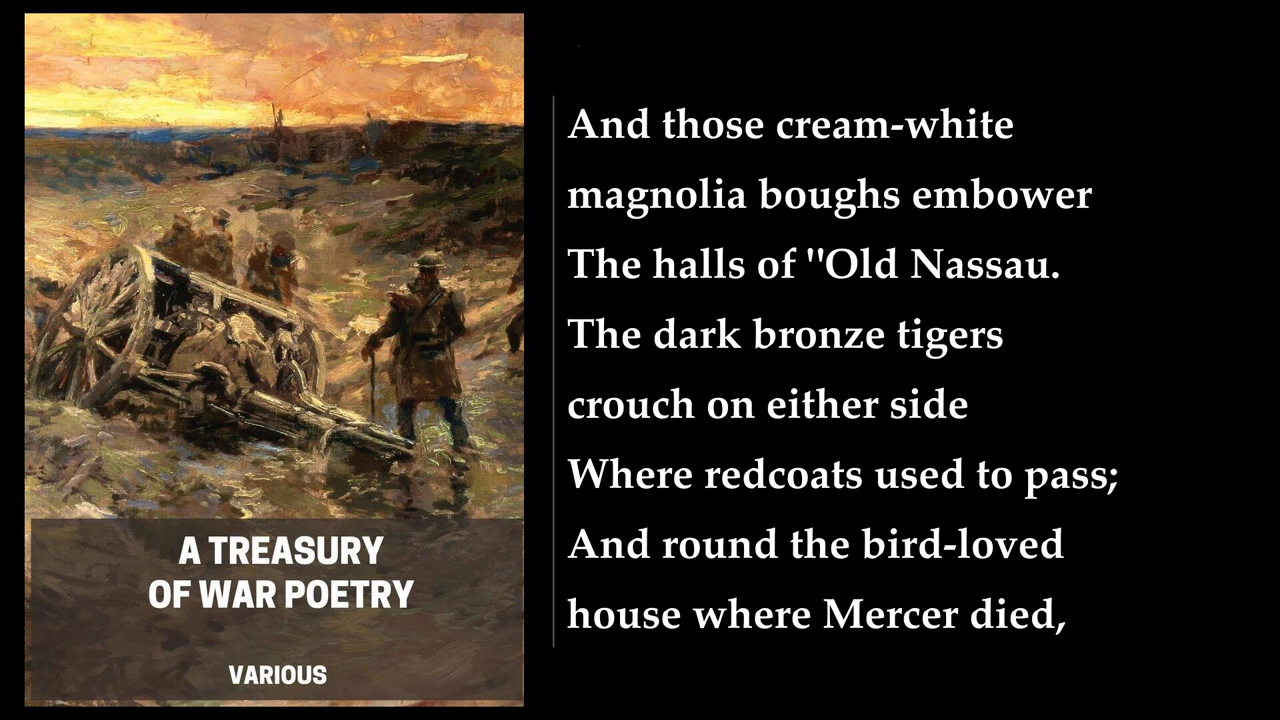 A TREASURY
OF WAR POETRY
VARIOUS
And those cream-white
magnolia boughs embower
The halls of "Old Nassau.
The dark bronze tigers
crouch on either side
Where redcoats used to pass;
And round the bird-loved
house where Mercer died,